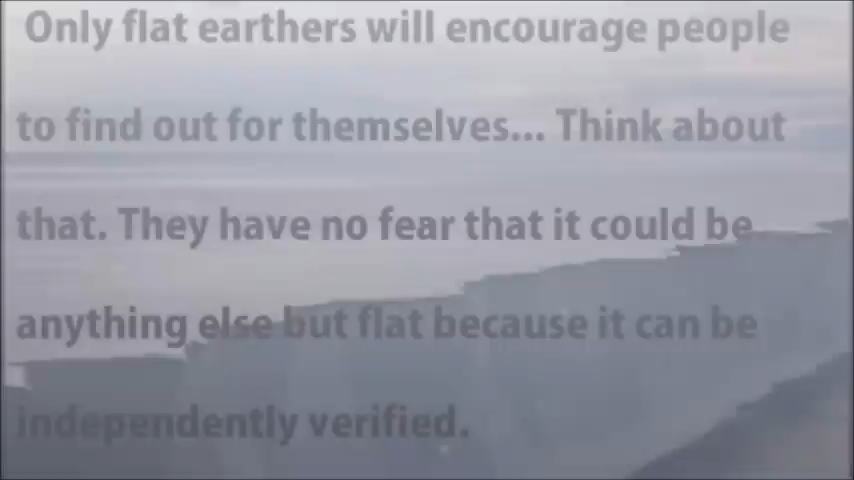 Only flat earthers will encourage people
to find out for themselves... Think about
that. They have no fear that it could be
anything else but flat because it can be
independently verified.